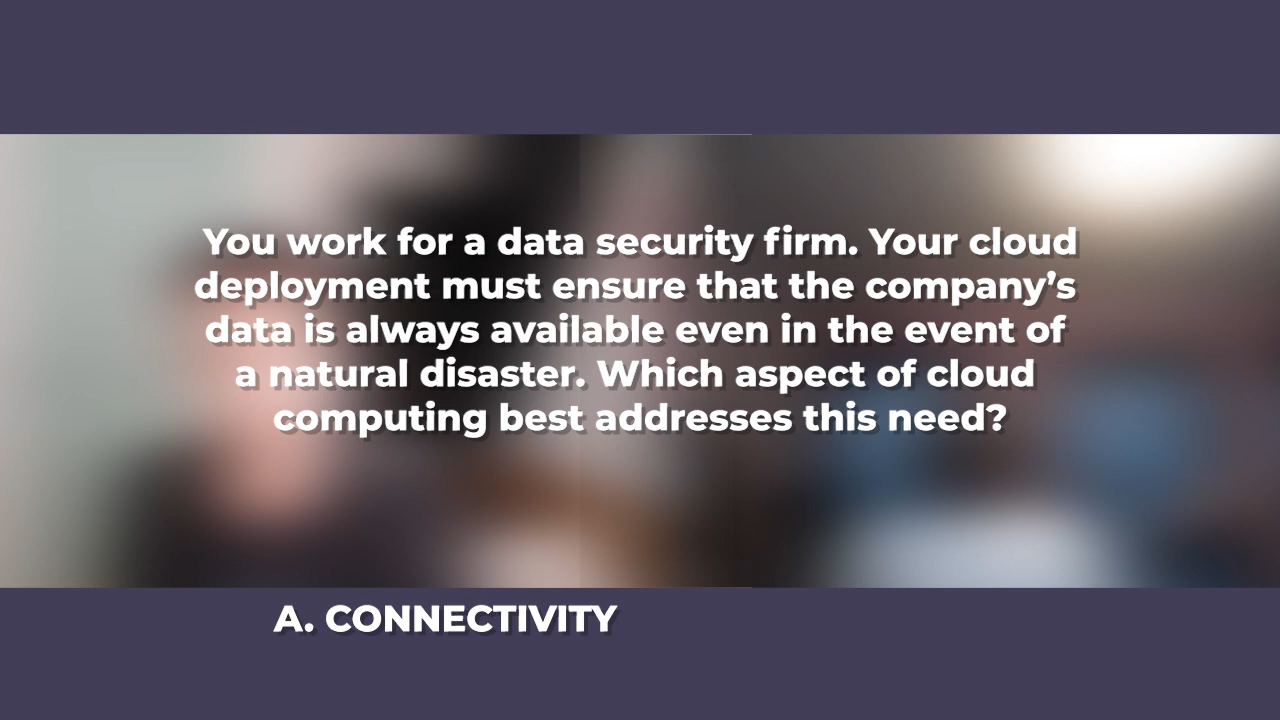 You work for a data security firm. Your cloud
deployment must ensure that the company’s
data is always available even in the event of
a natural disaster. Which aspect of cloud
computing best addresses this need?
A. CONNECTIVITY